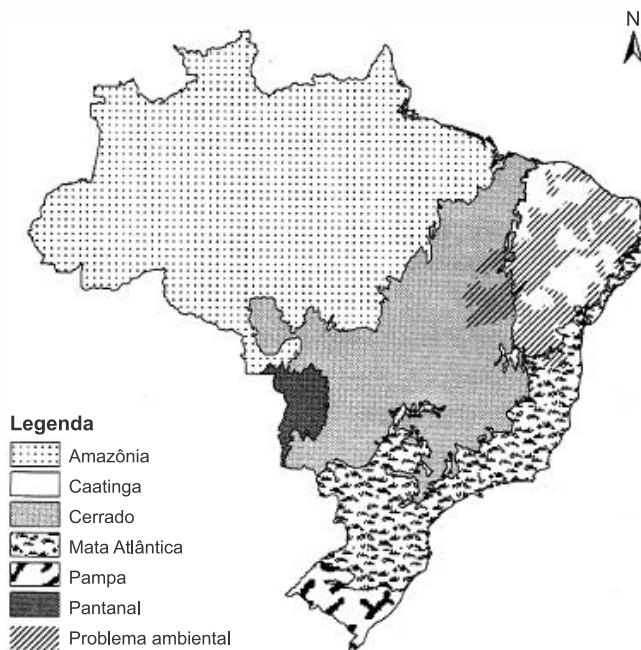 N
Legenda
Amazônia
Caatinga
Cerrado
Mata Atlântica
Pampa
Pantanal
Problema ambiental